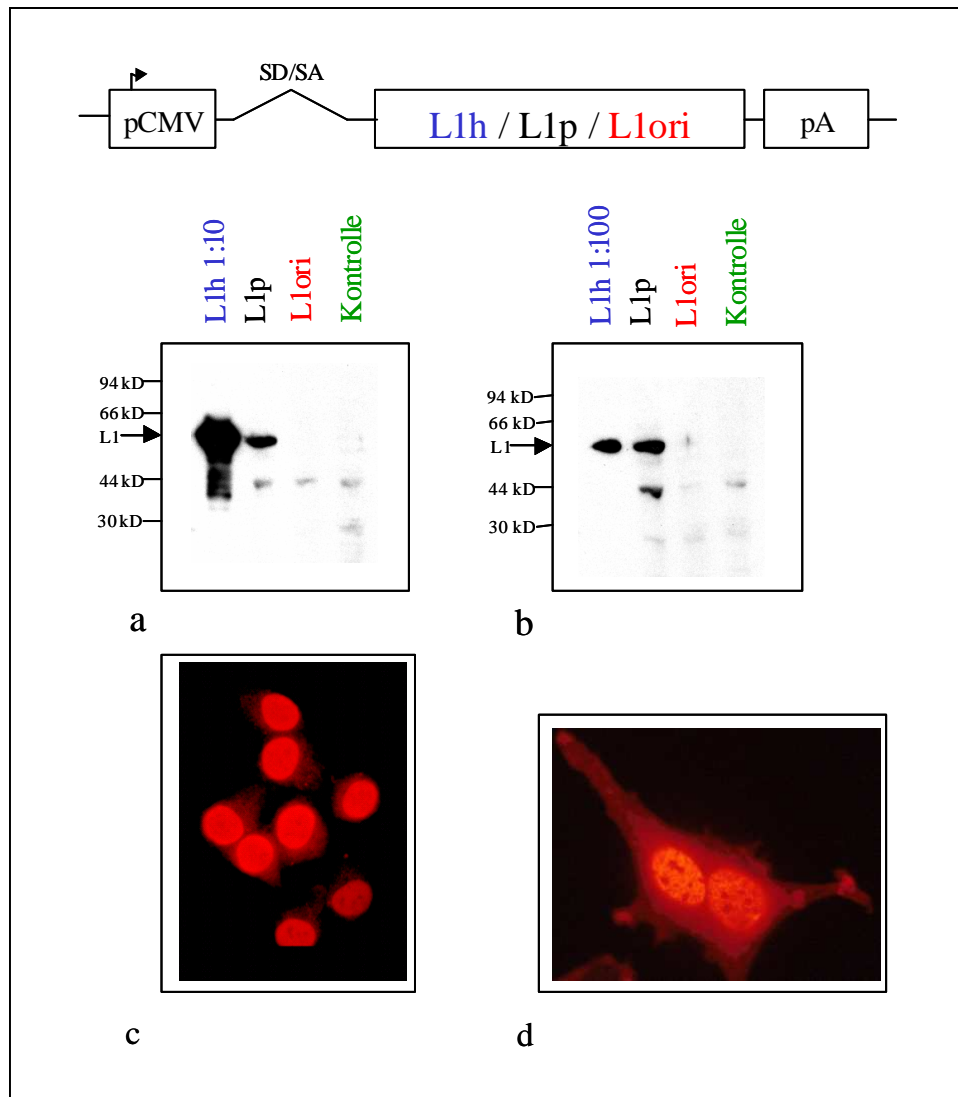 SD/SA
pCMV
L1h / L1p / L1ori
pA
L1h 1:10
L1p
L1ori
Kontrolle
L1h 1:100
L1p
L1ori
Kontrolle
94 kD
66 kD
L1
44 kD
30 kD
94 kD
66 kD
L1
44 kD
30 kD
a
b
c
d